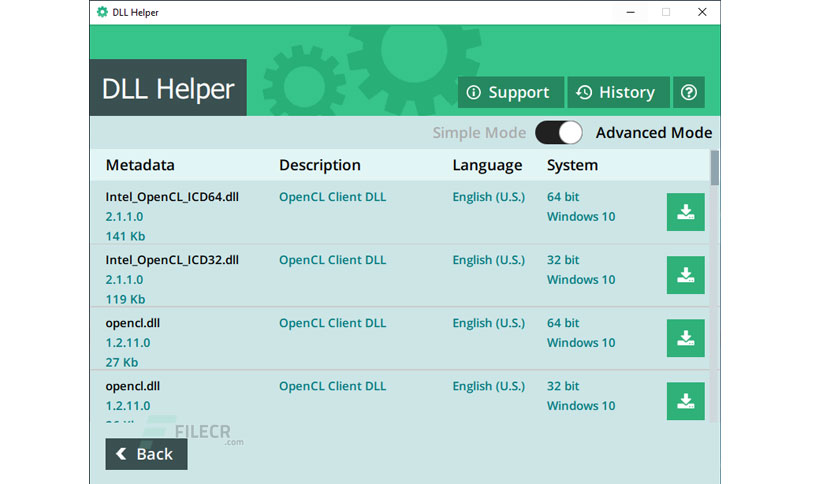 DLL Helper
DLL Helper
Support
History
Simple Mode
Advanced Mode
Metadata Description Language System
Intel_OpenCL_ICD64.dll OpenCL Client DLL English (U.S.) 64 bit
2.1.1.0 Windows 10
141 Kb
Intel_OpenCL_ICD32.dll OpenCL Client DLL English (U.S.) 32 bit
2.1.1.0 Windows 10
119 Kb
opencl.dll OpenCL Client DLL English (U.S.) 64 bit
1.2.11.0 Windows 10
27 Kb
opencl.dll OpenCL Client DLL English (U.S.) 32 bit
1.2.11.0 Windows 10
FILECR
.com
Back